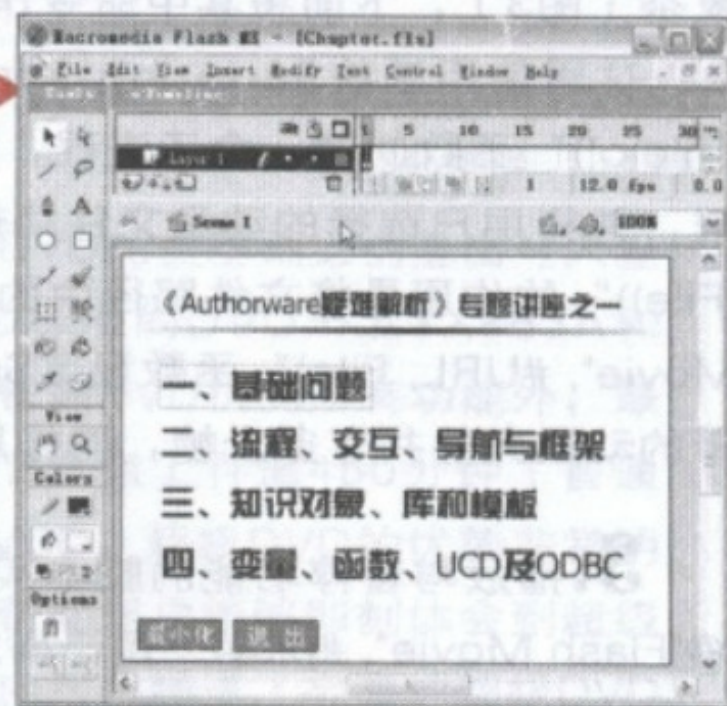 Macromedia Flash MX - [Chapter.fla]
File Edit View Insert Modify Text Control Window Help
Tools Timeline
1 5 10 15 20 25 30
Layer 1
1 12.0 fps 0.0
Scene 1 100%
《Authorware疑难解析》专题讲座之一
一、基础问题
二、流程、交互、导航与框架
三、知识对象、库和模板
四、变量、函数、UCD及ODBC
最小化 退出
View
Colors
Options